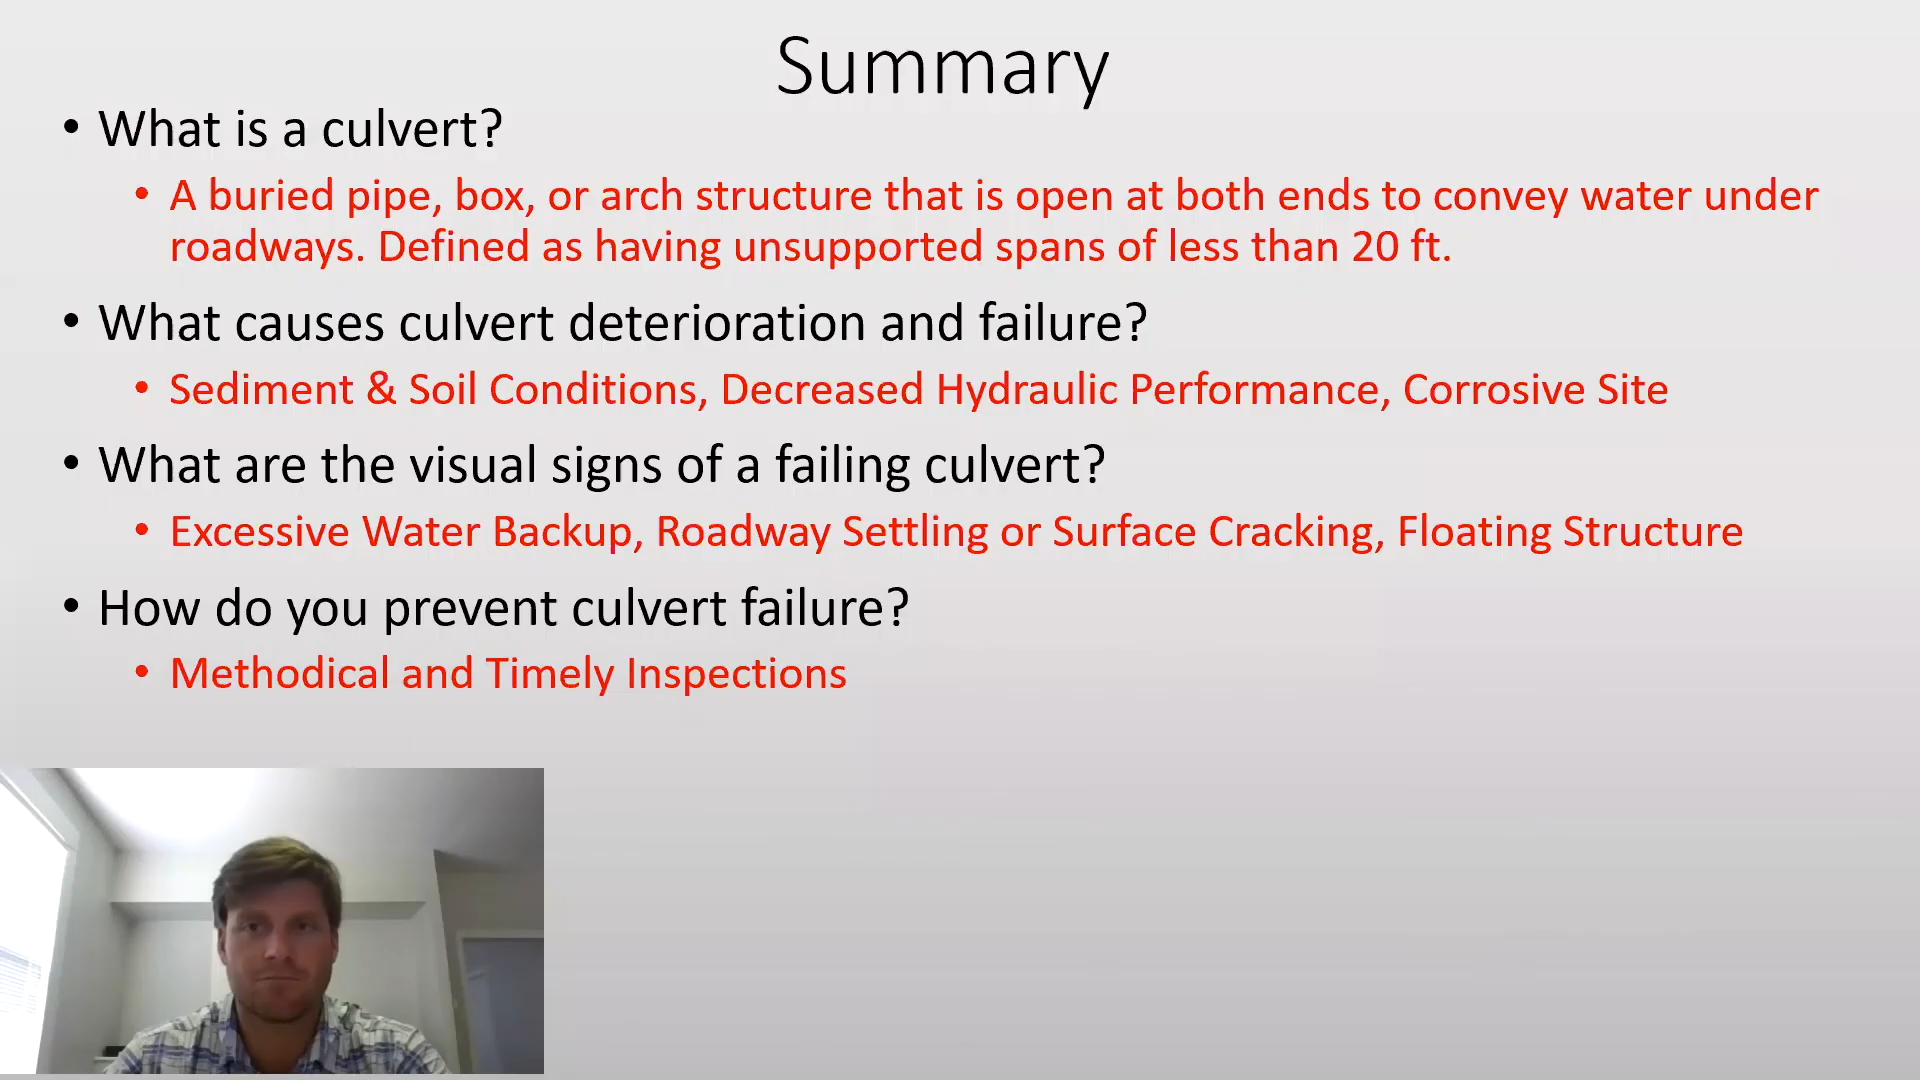 Summary
• What is a culvert?
• A buried pipe, box, or arch structure that is open at both ends to convey water under
roadways. Defined as having unsupported spans of less than 20 ft.
• What causes culvert deterioration and failure?
• Sediment & Soil Conditions, Decreased Hydraulic Performance, Corrosive Site
• What are the visual signs of a failing culvert?
• Excessive Water Backup, Roadway Settling or Surface Cracking, Floating Structure
• How do you prevent culvert failure?
• Methodical and Timely Inspections